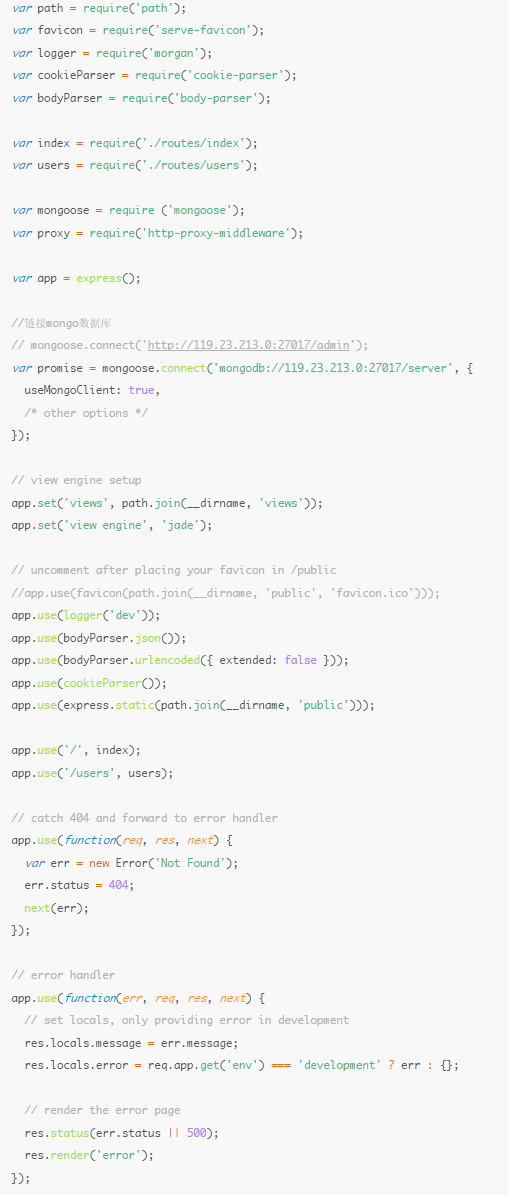 var path = require('path');
var favicon = require('serve-favicon');
var logger = require('morgan');
var cookieParser = require('cookie-parser');
var bodyParser = require('body-parser');

var index = require('./routes/index');
var users = require('./routes/users');

var mongoose = require ('mongoose');
var proxy = require('http-proxy-middleware');

var app = express();

//链接mongo数据库
// mongoose.connect('http://119.23.213.0:27017/admin');
var promise = mongoose.connect('mongodb://119.23.213.0:27017/server', {
  useMongoClient: true,
  /* other options */
});

// view engine setup
app.set('views', path.join(__dirname, 'views'));
app.set('view engine', 'jade');

// uncomment after placing your favicon in /public
//app.use(favicon(path.join(__dirname, 'public', 'favicon.ico')));
app.use(logger('dev'));
app.use(bodyParser.json());
app.use(bodyParser.urlencoded({ extended: false }));
app.use(cookieParser());
app.use(express.static(path.join(__dirname, 'public')));

app.use('/', index);
app.use('/users', users);

// catch 404 and forward to error handler
app.use(function(req, res, next) {
  var err = new Error('Not Found');
  err.status = 404;
  next(err);
});

// error handler
app.use(function(err, req, res, next) {
  // set locals, only providing error in development
  res.locals.message = err.message;
  res.locals.error = req.app.get('env') === 'development' ? err : {};

  // render the error page
  res.status(err.status || 500);
  res.render('error');
});